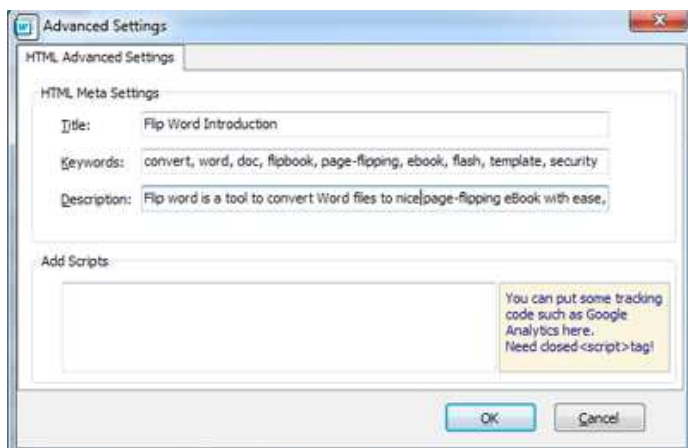 Advanced Settings
HTML Advanced Settings
HTML Meta Settings
Title: Flip Word Introduction
Keywords: convert, word, doc, flipbook, page-flipping, ebook, flash, template, security
Description: Flip word is a tool to convert Word files to nice page-flipping eBook with ease,
Add Scripts
You can put some tracking
code such as Google
Analytics here.
Need closed<script>tag!
OK Cancel